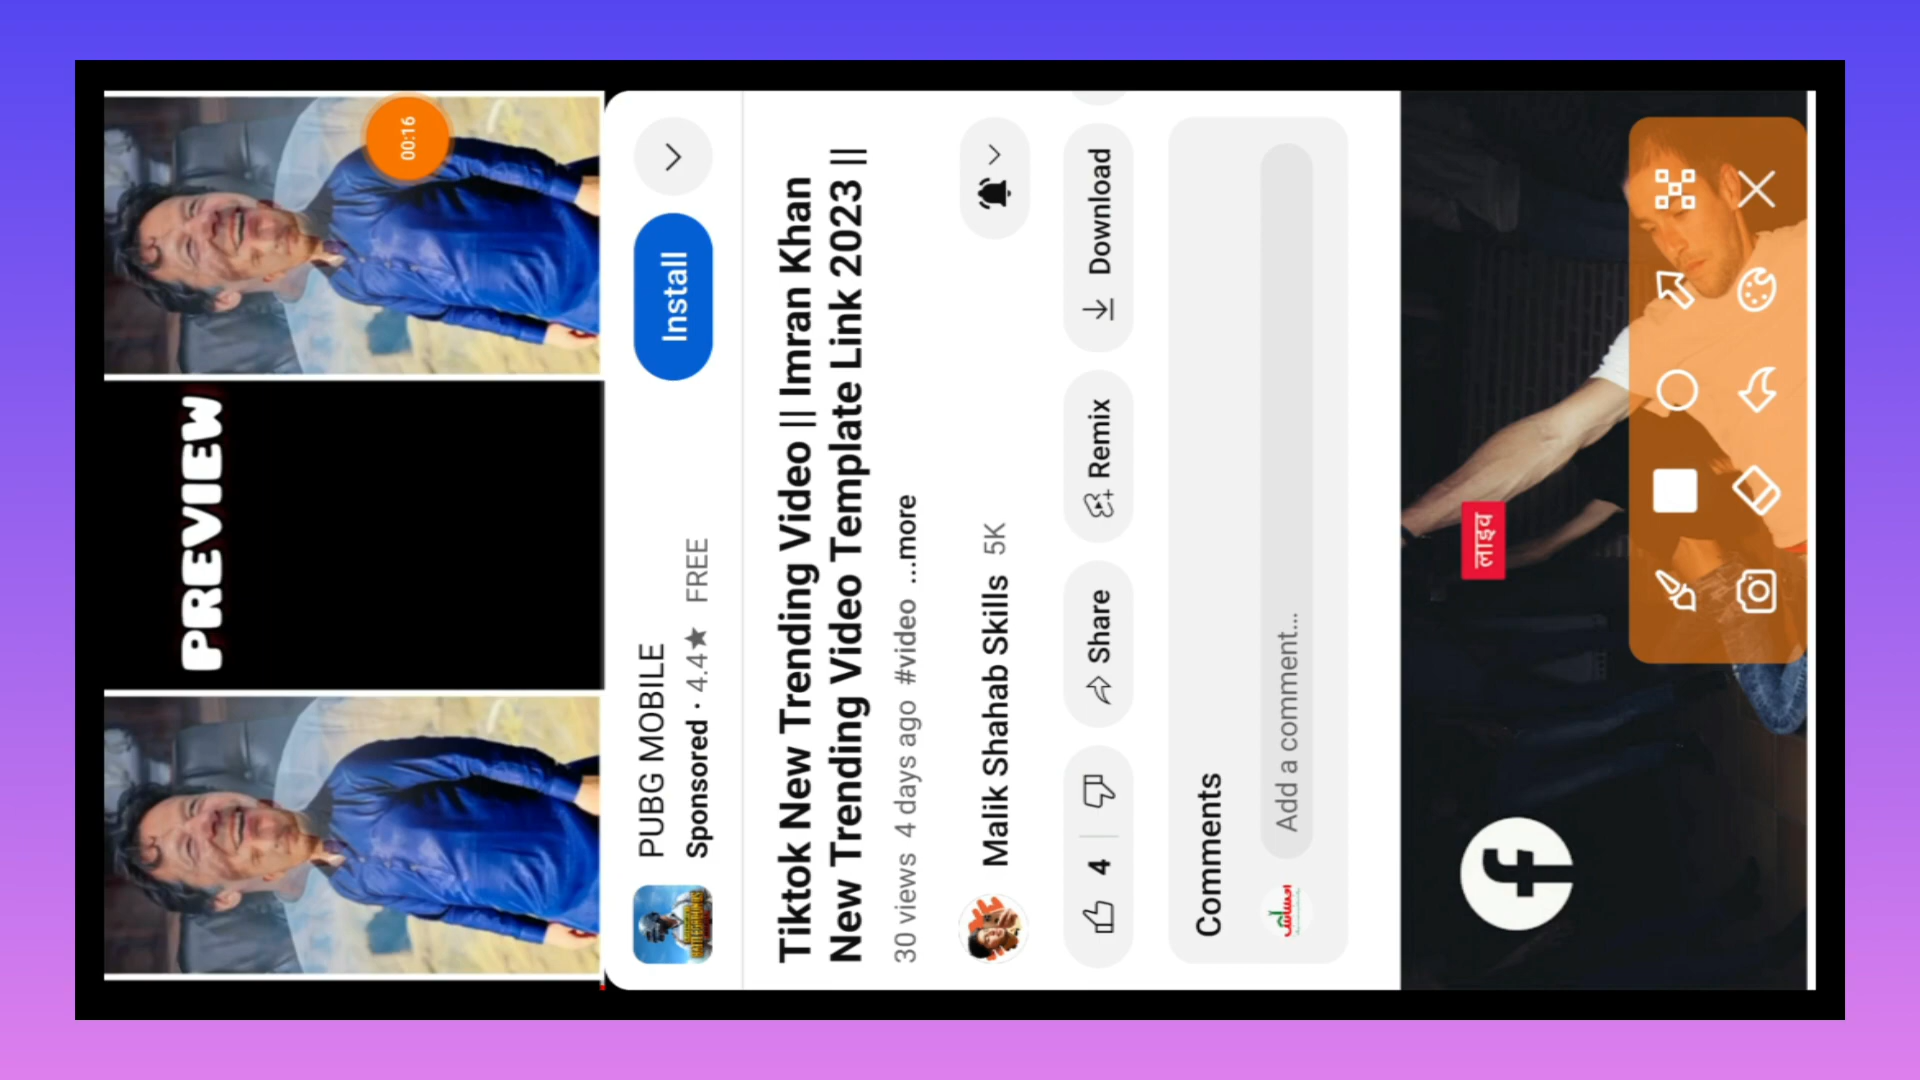 00:16
PREVIEW
PUBG MOBILE
Sponsored · 4.4★ FREE
Install
Tiktok New Trending Video || Imran Khan
New Trending Video Template Link 2023 ||
30 views 4 days ago #video ...more
Malik Shahab Skills 5K
4
Share
Remix
Download
Comments
Add a comment...
लाइव